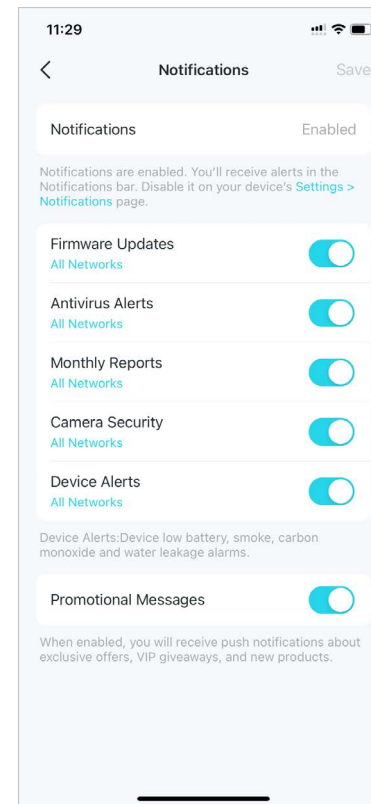 11:29
Notifications
Save
Notifications
Enabled
Notifications are enabled. You'll receive alerts in the
Notifications bar. Disable it on your device's Settings >
Notifications page.
Firmware Updates
All Networks
Antivirus Alerts
All Networks
Monthly Reports
All Networks
Camera Security
All Networks
Device Alerts
All Networks
Device Alerts:Device low battery, smoke, carbon
monoxide and water leakage alarms.
Promotional Messages
When enabled, you will receive push notifications about
exclusive offers, VIP giveaways, and new products.